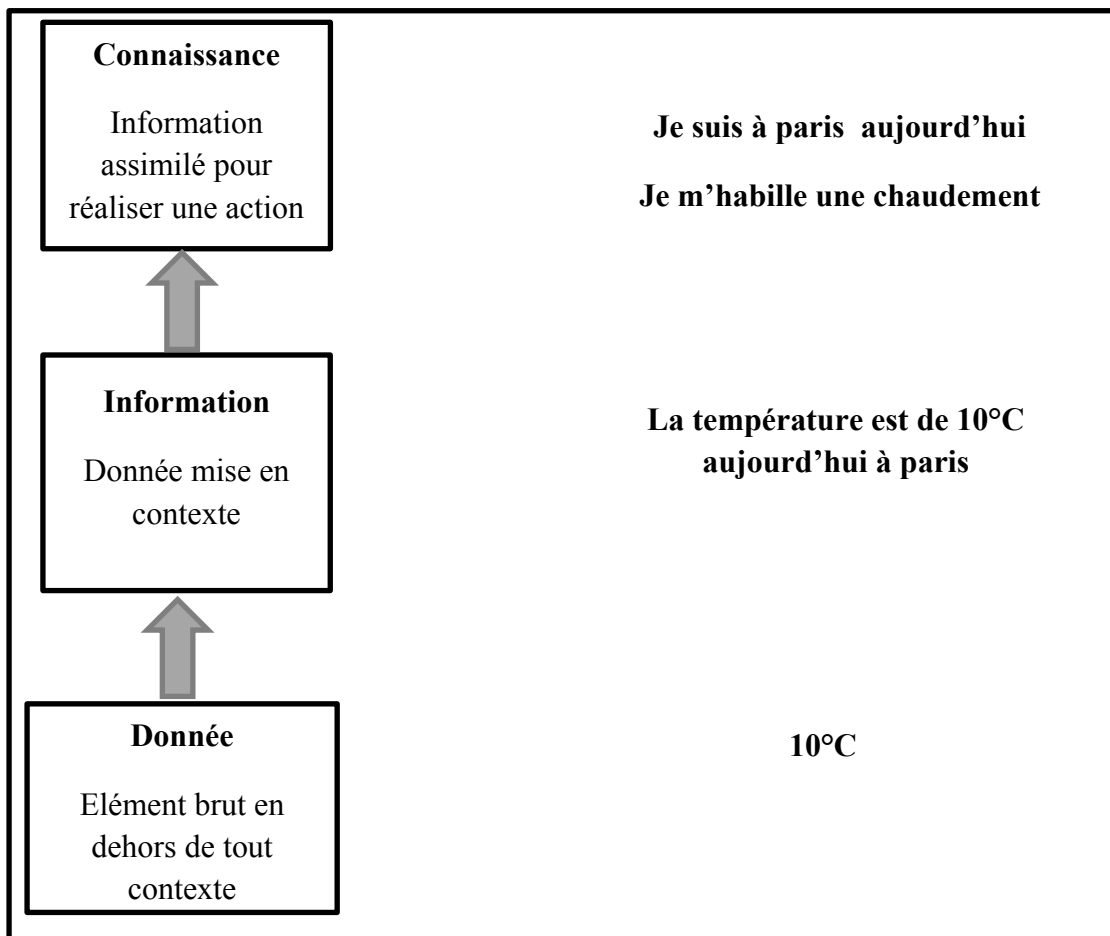 Connaissance
Information
assimilé pour
réaliser une action
Je suis à paris aujourd’hui
Je m’habille une chaudement
Information
Donnée mise en
contexte
La température est de 10°C
aujourd’hui à paris
Donnée
Elément brut en
dehors de tout
contexte
10°C